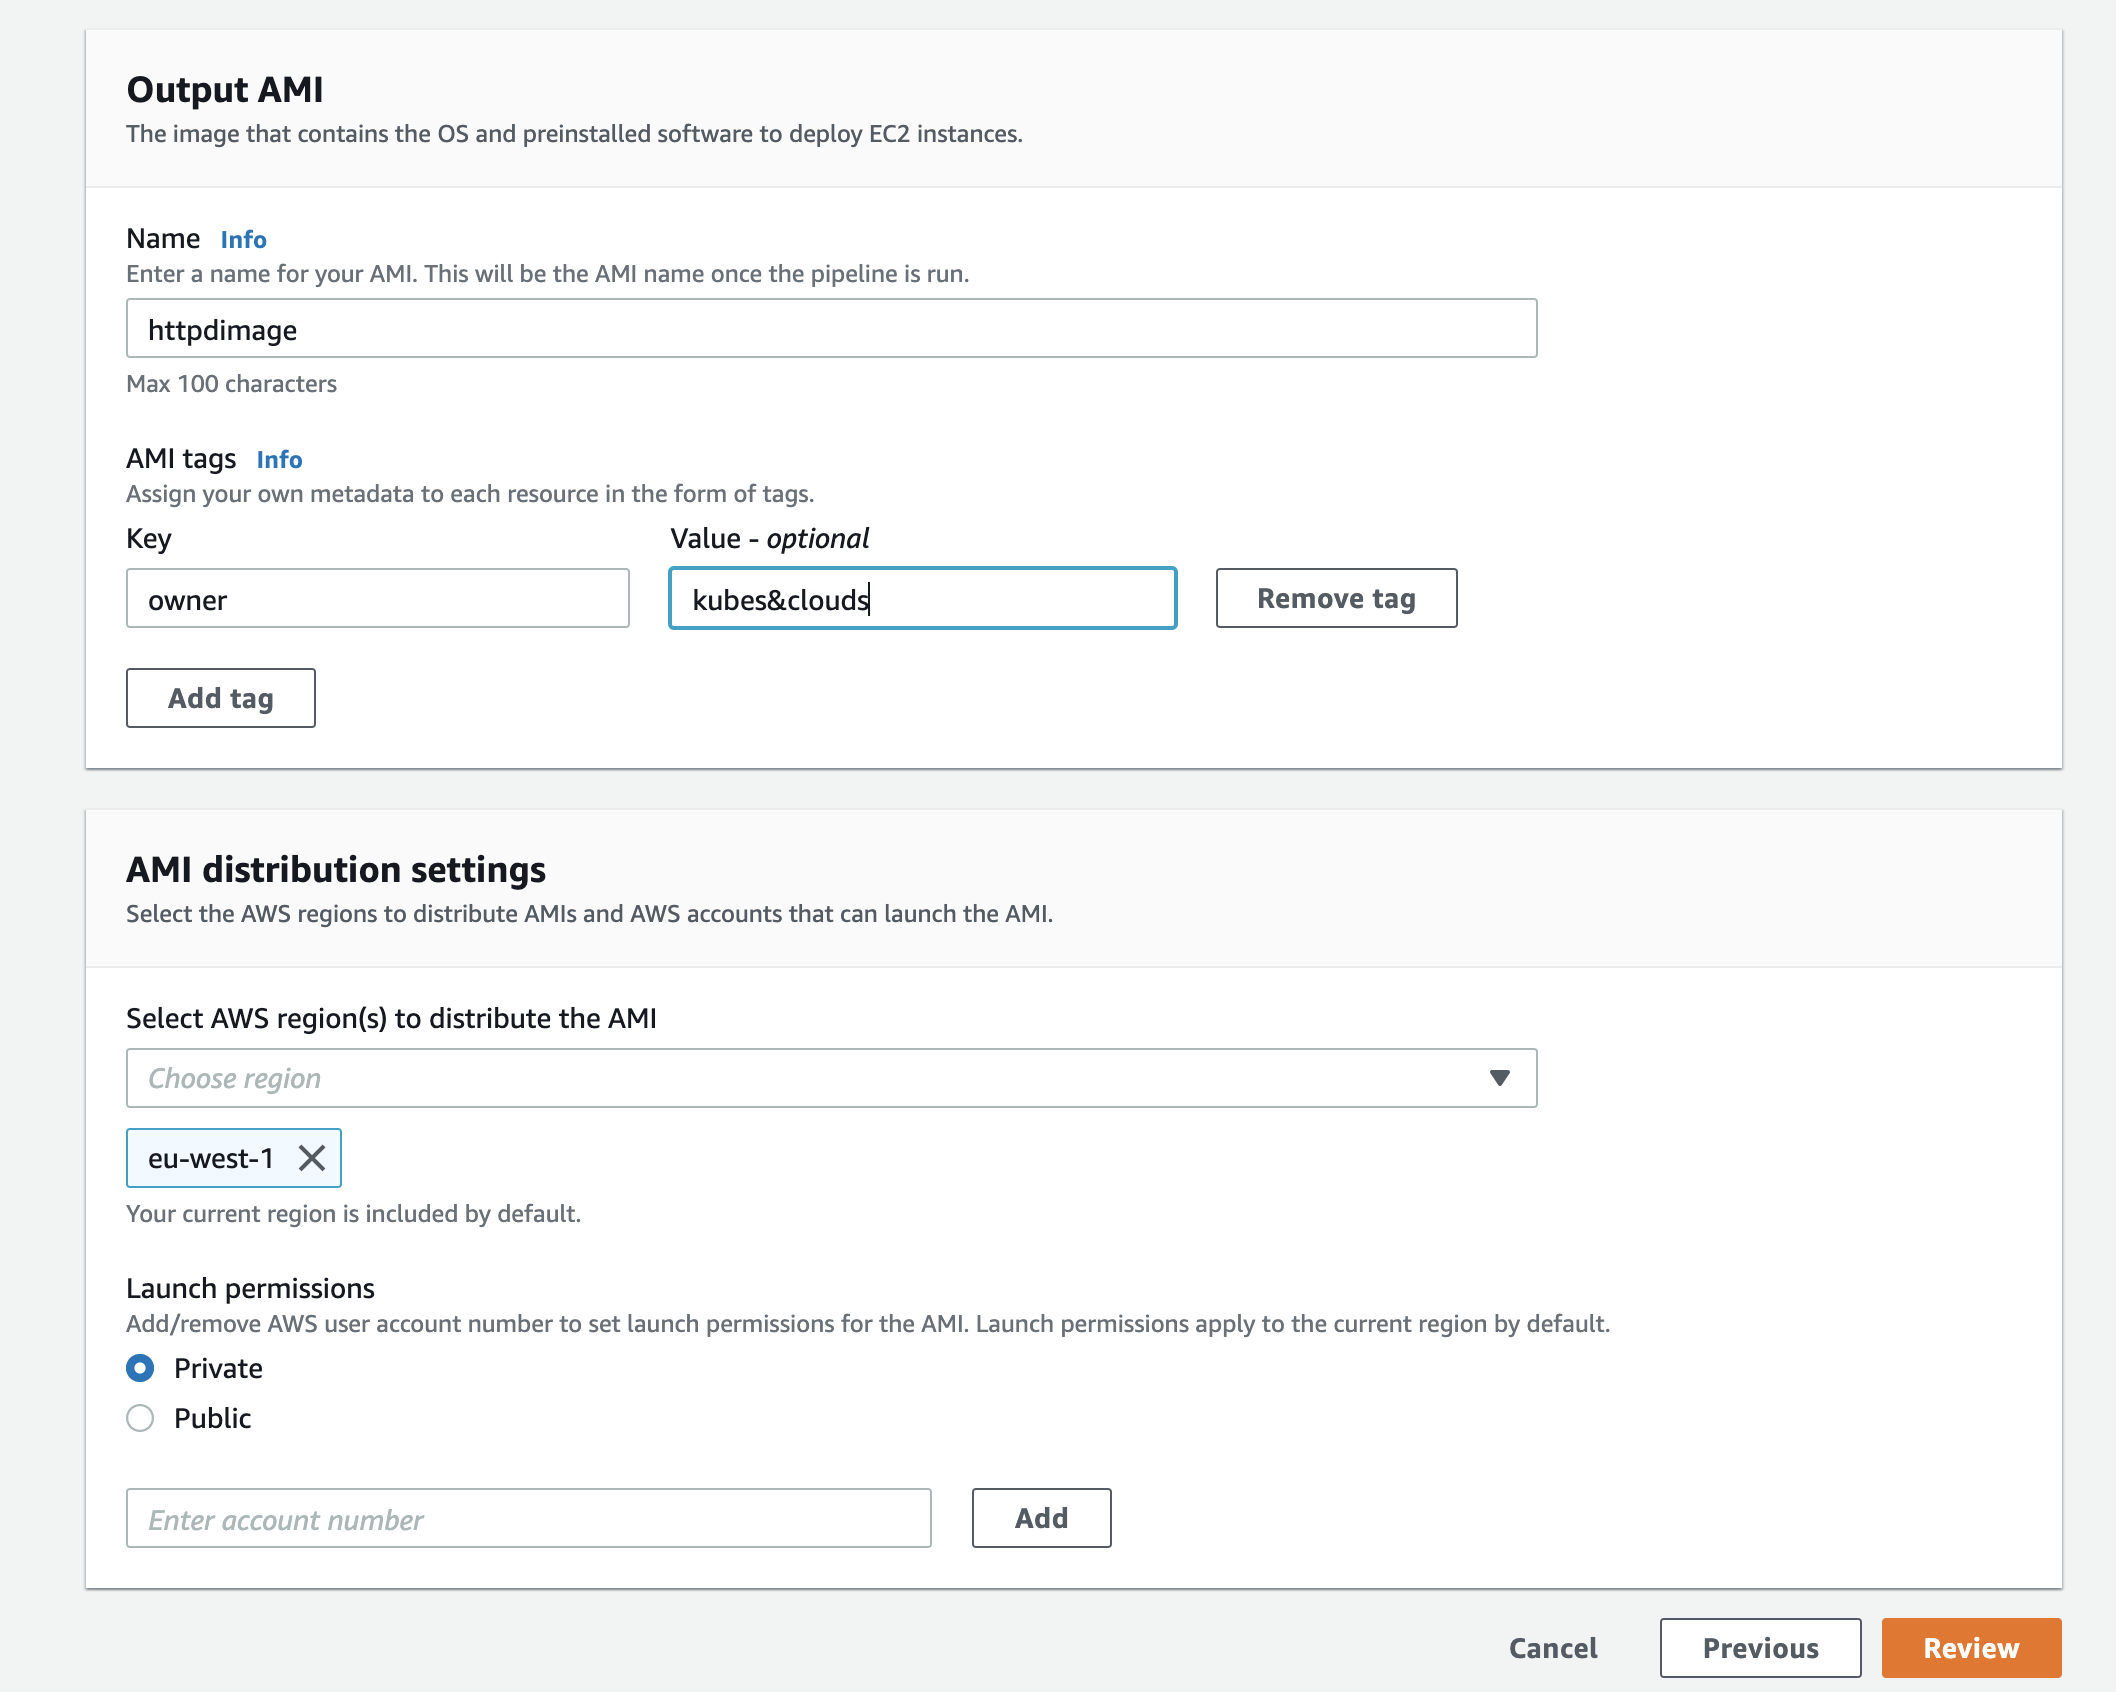 Output AMI
The image that contains the OS and preinstalled software to deploy EC2 instances.
Name Info
Enter a name for your AMI. This will be the AMI name once the pipeline is run.
httpdimage
Max 100 characters
AMI tags Info
Assign your own metadata to each resource in the form of tags.
Key Value - optional
owner kubes&clouds Remove tag
Add tag
AMI distribution settings
Select the AWS regions to distribute AMIs and AWS accounts that can launch the AMI.
Select AWS region(s) to distribute the AMI
Choose region
eu-west-1
Your current region is included by default.
Launch permissions
Add/remove AWS user account number to set launch permissions for the AMI. Launch permissions apply to the current region by default.
Private
Public
Enter account number Add
Cancel Previous Review